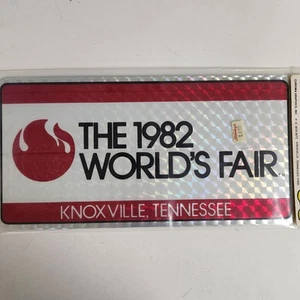 THE 1982
WORLD'S FAIR.
KNOXVILLE, TENNESSEE